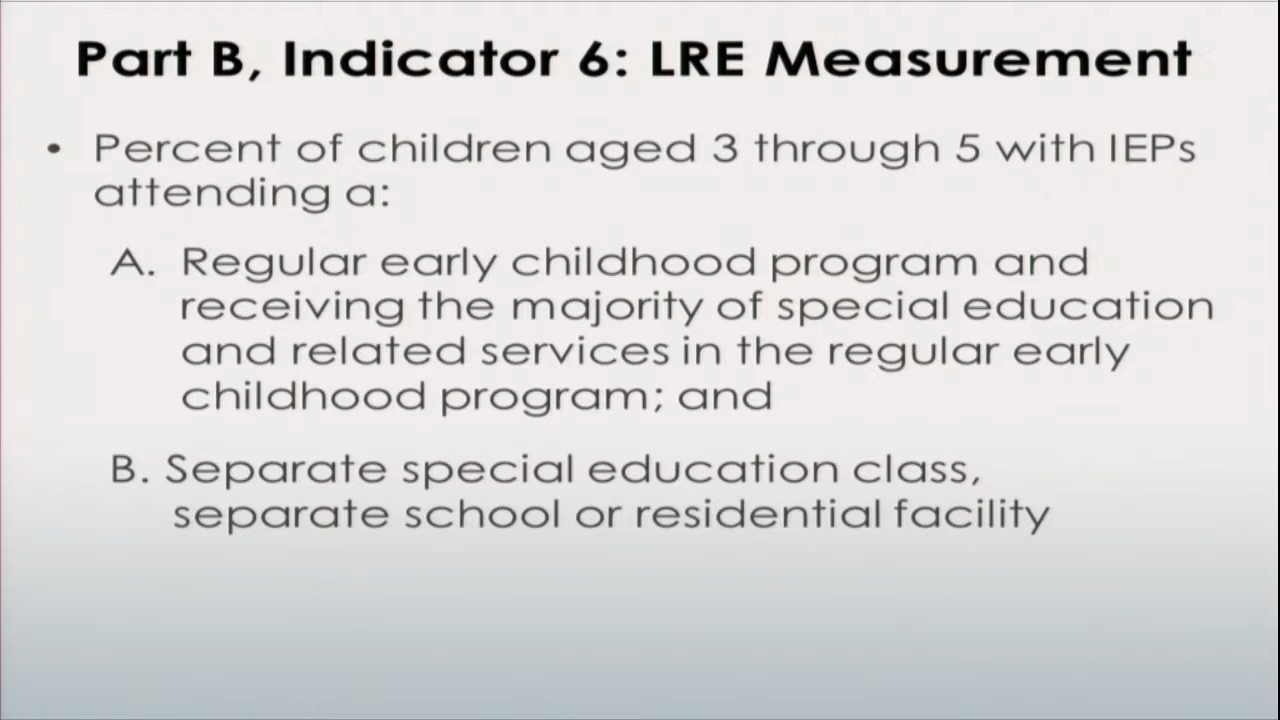 Part B, Indicator 6: LRE Measurement
• Percent of children aged 3 through 5 with IEPs
attending a:
A. Regular early childhood program and
receiving the majority of special education
and related services in the regular early
childhood program; and
B. Separate special education class,
separate school or residential facility